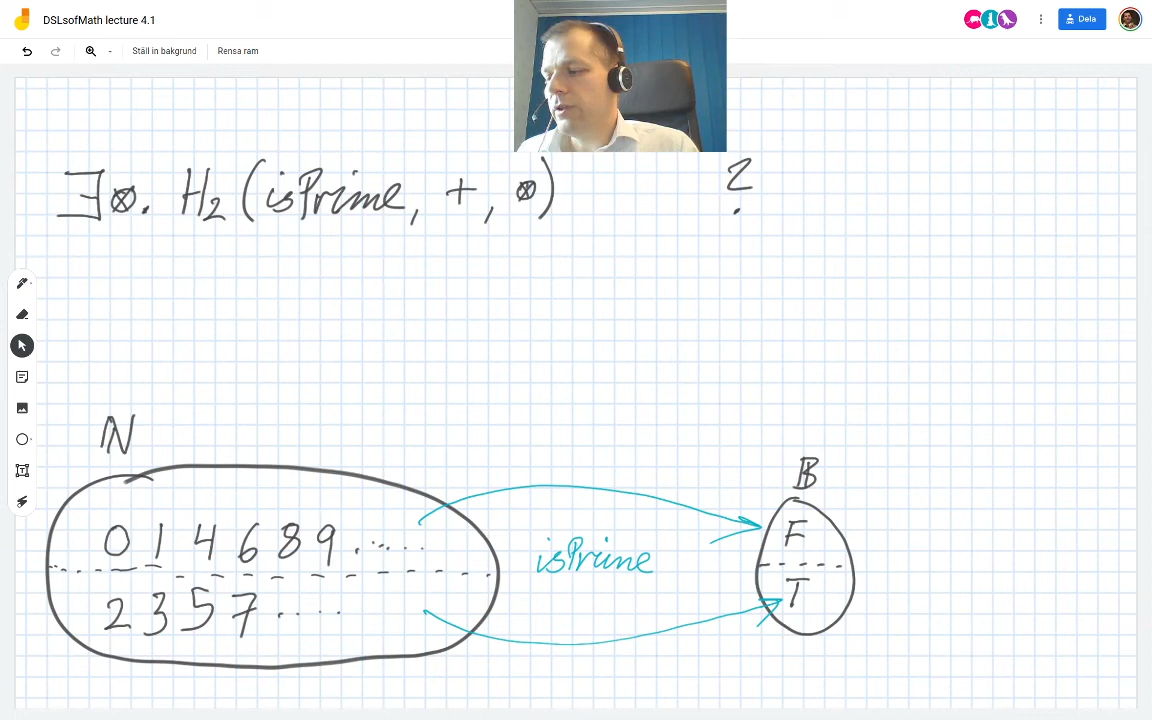 DSLsofMath lecture 4.1
Dela
Ställ in bakgrund
Rensa ram
∃⊗. H₂ (isPrime, +, ⊗) ?
N
B
0 1 4 6 8 9 .....
F
isPrime
2 3 5 7 ....
T